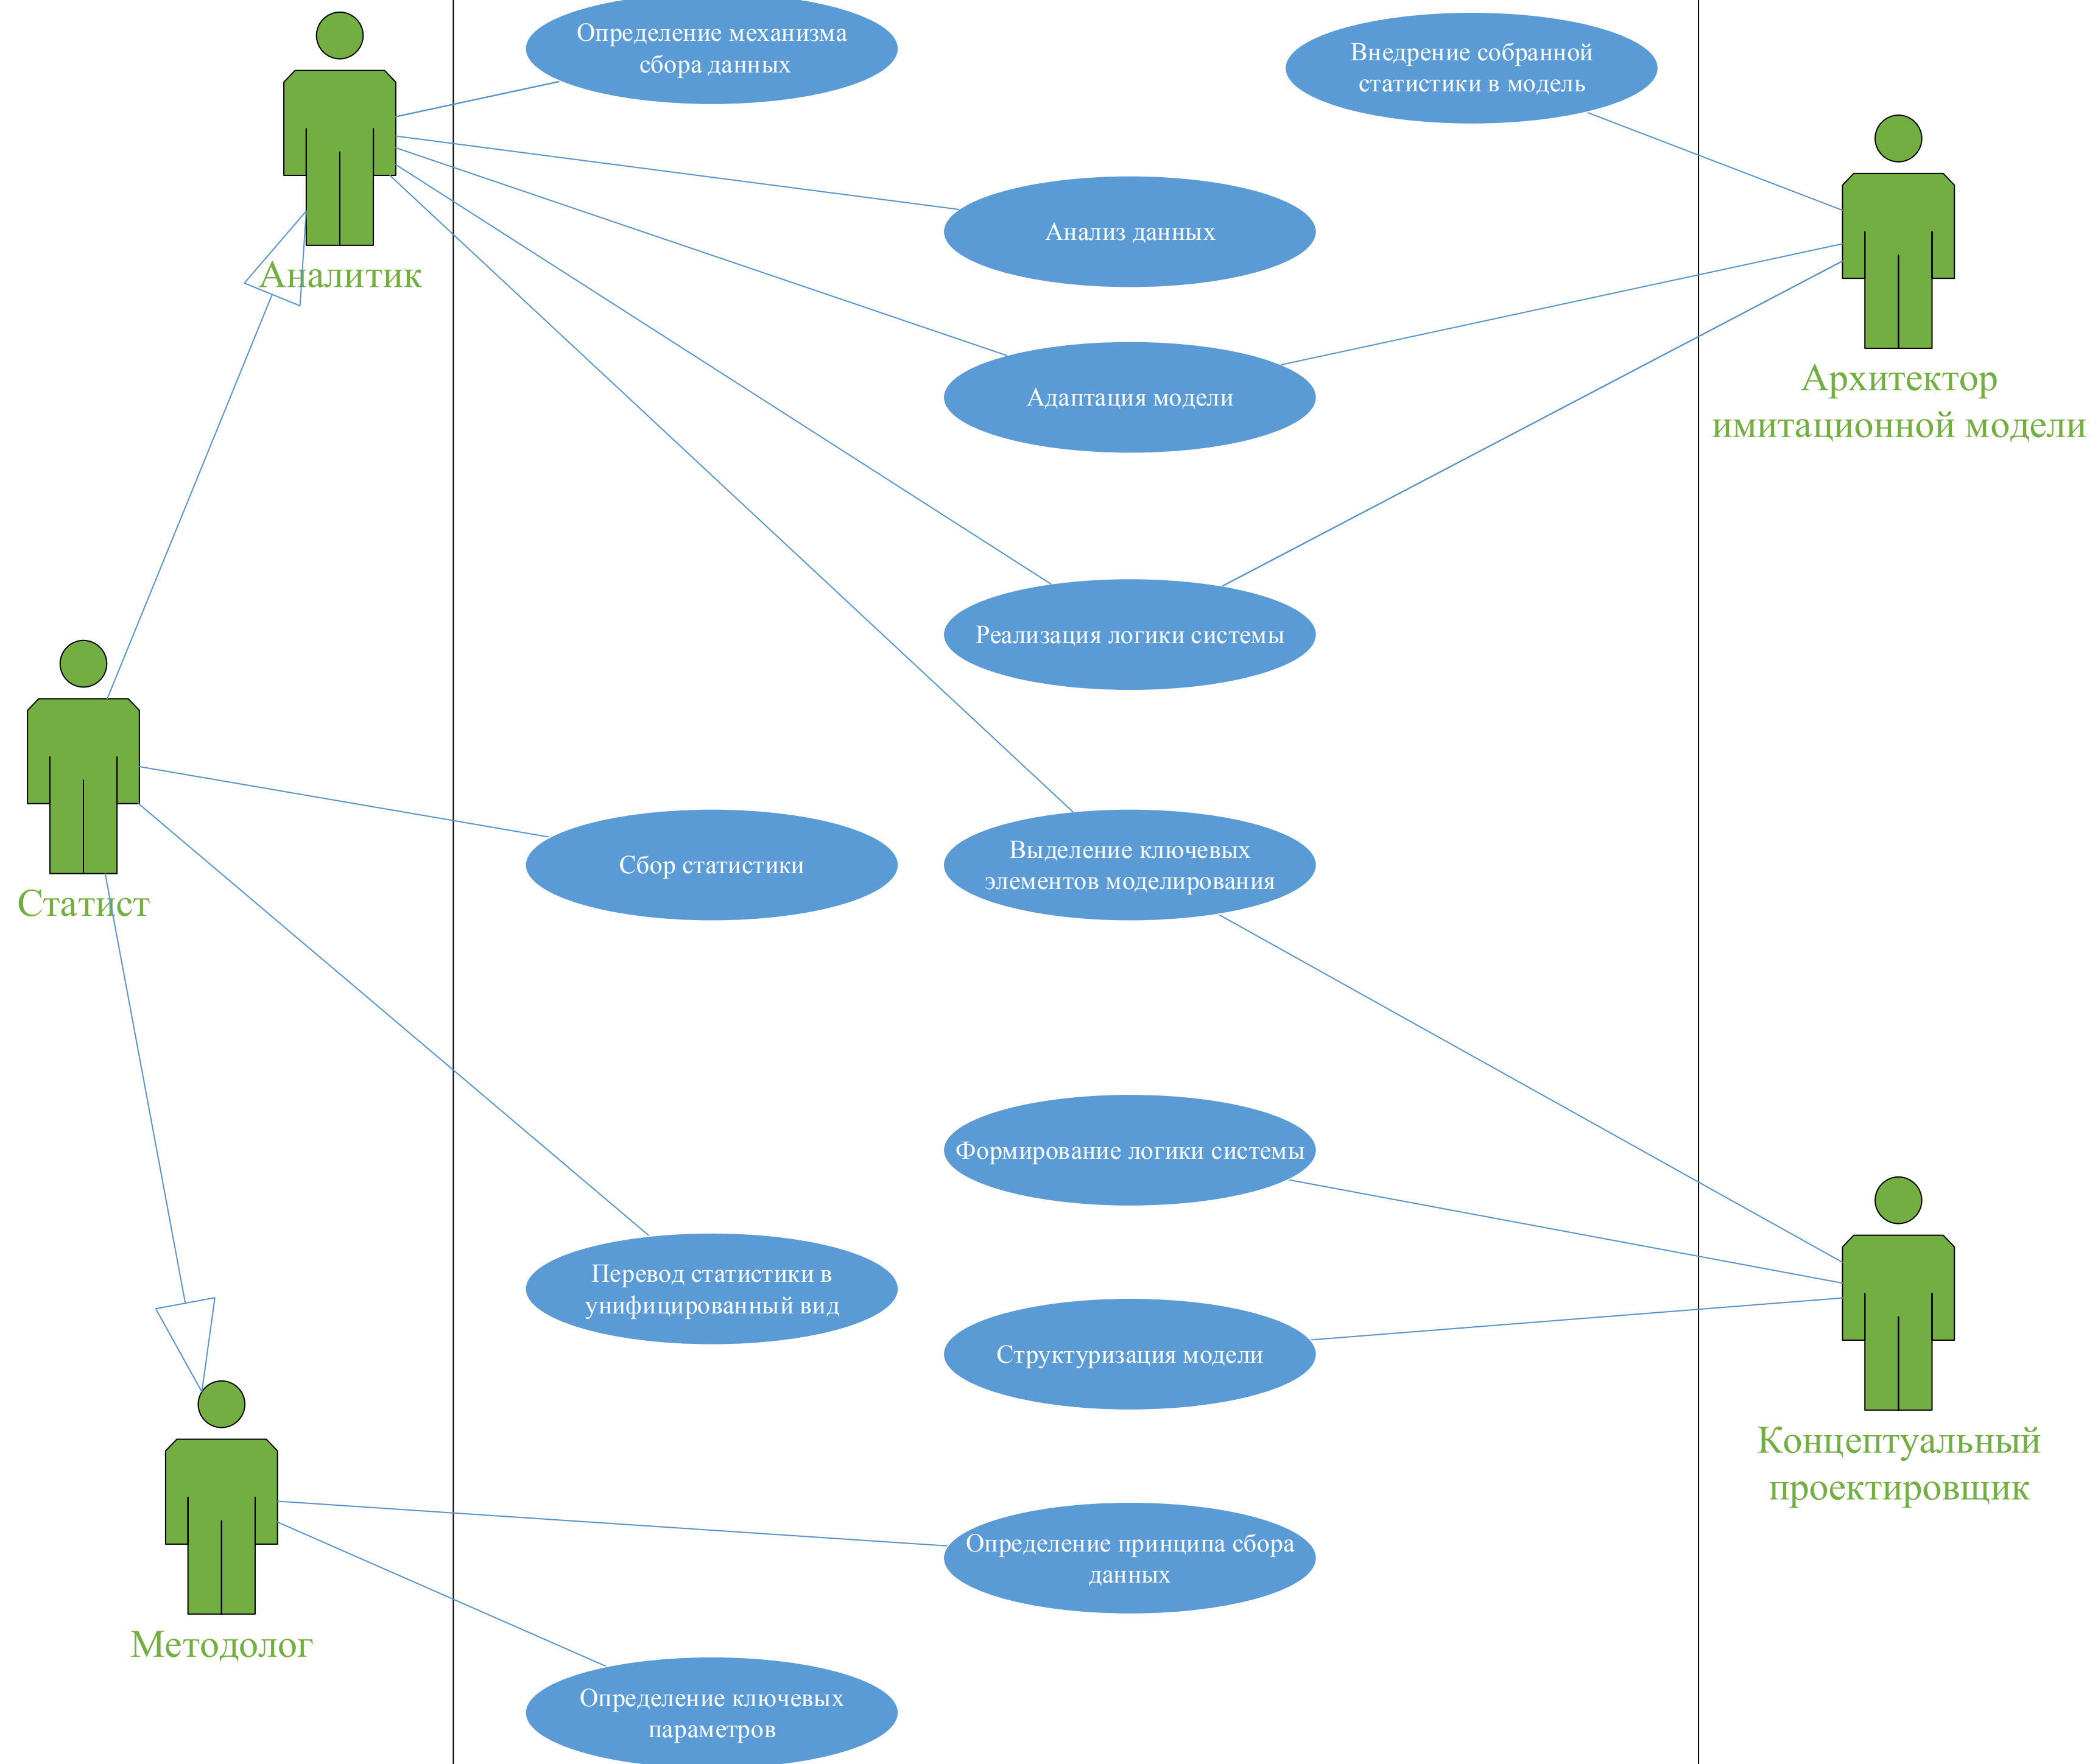 Определение механизма
сбора данных
Внедрение собранной
статистики в модель
Анализ данных
Аналитик
Адаптация модели
Архитектор
имитационной модели
Реализация логики системы
Сбор статистики
Выделение ключевых
элементов моделирования
Статист
Формирование логики системы
Перевод статистики в
унифицированный вид
Структуризация модели
Концептуальный
проектировщик
Определение принципа сбора
данных
Методолог
Определение ключевых
параметров